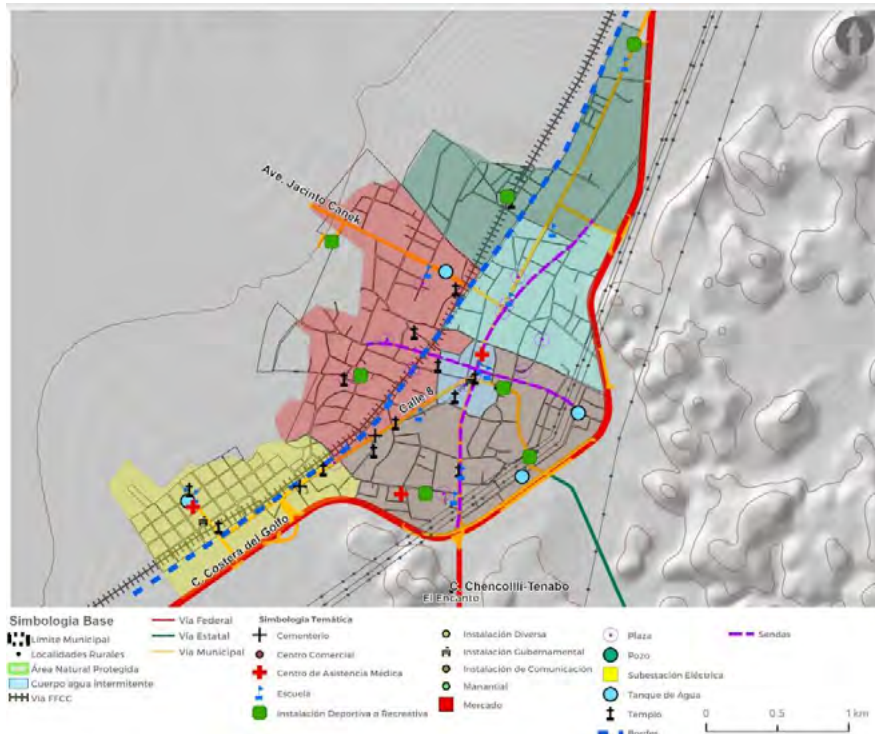 Ave. Jacinto Canek
Calle 8
C. Costera del Golfo
C. Chencollli-Tenabo
El Encanto
Simbología Base
Límite Municipal
Localidades Rurales
Área Natural Protegida
Cuerpo agua intermitente
Vía FFCC
Vía Federal
Vía Estatal
Vía Municipal
Simbología Temática
Cementerio
Centro Comercial
Centro de Asistencia Médica
Escuela
Instalación Deportiva o Recreativa
Instalación Diversa
Instalación Gubernamental
Instalación de Comunicación
Manantial
Mercado
Plaza
Pozo
Subestación Eléctrica
Tanque de Agua
Templo
Sendas
0 0.5 1 km